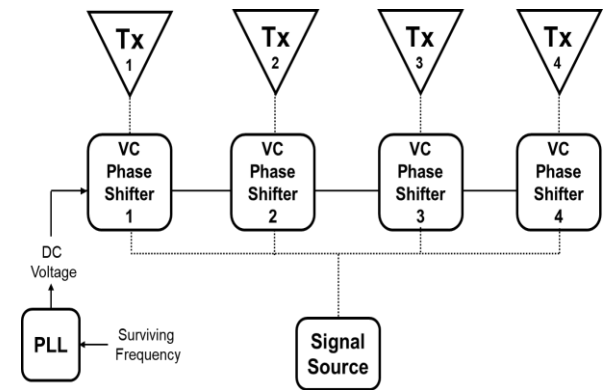 Tx
1
Tx
2
Tx
3
Tx
4
VC
Phase
Shifter
1
VC
Phase
Shifter
2
VC
Phase
Shifter
3
VC
Phase
Shifter
4
DC
Voltage
PLL
Surviving
Frequency
Signal
Source